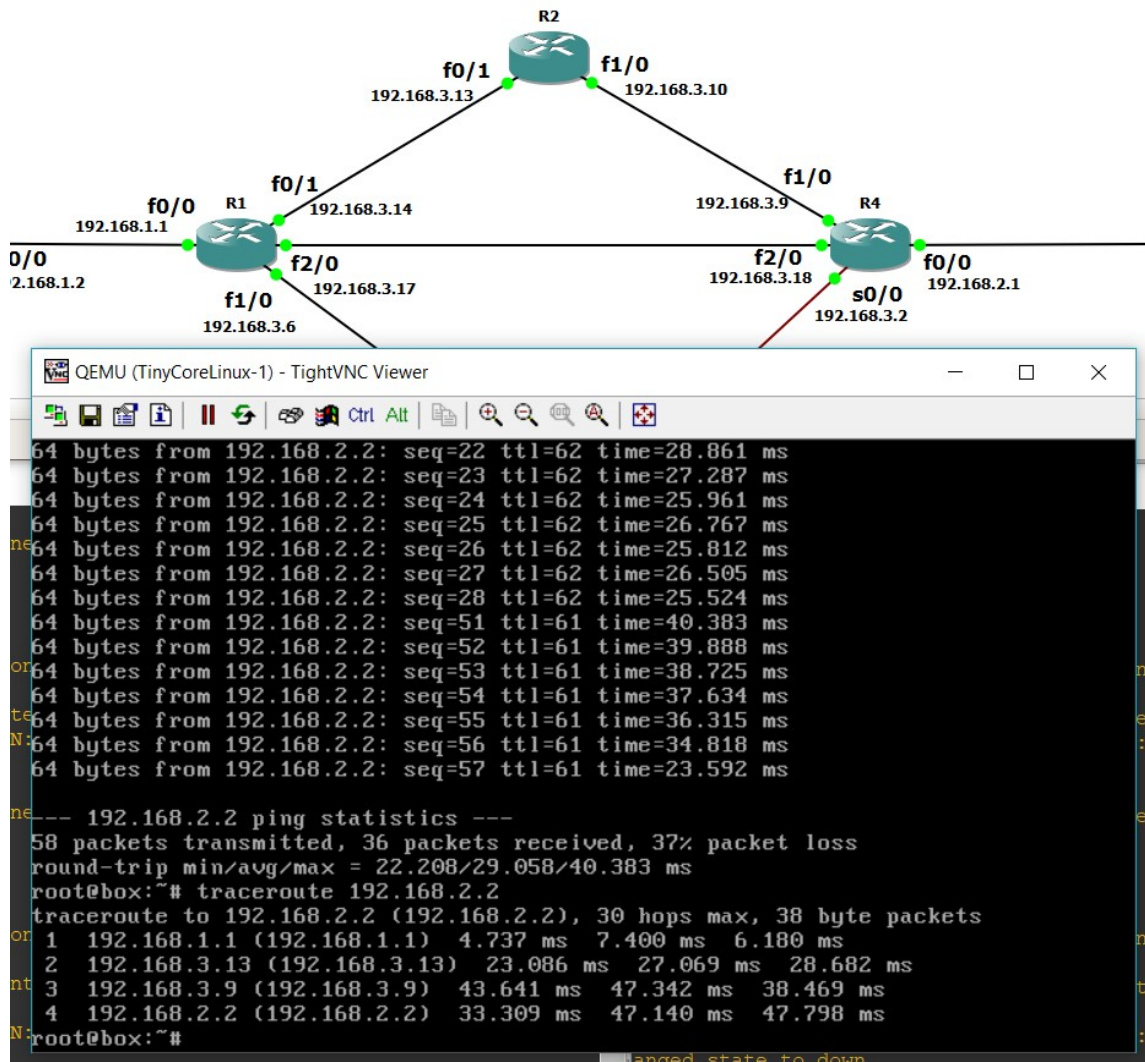 R2
f0/1
f1/0
192.168.3.13
192.168.3.10
f0/1
f1/0
f0/0
R1
192.168.3.14
192.168.3.9
R4
192.168.1.1
0/0
f2/0
f2/0
f0/0
2.168.1.2
192.168.3.17
192.168.3.18
192.168.2.1
f1/0
s0/0
192.168.3.6
192.168.3.2
QEMU (TinyCoreLinux-1) - TightVNC Viewer
Ctrl Alt
64 bytes from 192.168.2.2: seq=22 ttl=62 time=28.861 ms
64 bytes from 192.168.2.2: seq=23 ttl=62 time=27.287 ms
64 bytes from 192.168.2.2: seq=24 ttl=62 time=25.961 ms
64 bytes from 192.168.2.2: seq=25 ttl=62 time=26.767 ms
64 bytes from 192.168.2.2: seq=26 ttl=62 time=25.812 ms
64 bytes from 192.168.2.2: seq=27 ttl=62 time=26.505 ms
64 bytes from 192.168.2.2: seq=28 ttl=62 time=25.524 ms
64 bytes from 192.168.2.2: seq=51 ttl=61 time=40.383 ms
64 bytes from 192.168.2.2: seq=52 ttl=61 time=39.888 ms
64 bytes from 192.168.2.2: seq=53 ttl=61 time=38.725 ms
64 bytes from 192.168.2.2: seq=54 ttl=61 time=37.634 ms
64 bytes from 192.168.2.2: seq=55 ttl=61 time=36.315 ms
64 bytes from 192.168.2.2: seq=56 ttl=61 time=34.818 ms
64 bytes from 192.168.2.2: seq=57 ttl=61 time=23.592 ms
--- 192.168.2.2 ping statistics ---
58 packets transmitted, 36 packets received, 37% packet loss
round-trip min/avg/max = 22.208/29.058/40.383 ms
root@box:~# traceroute 192.168.2.2
traceroute to 192.168.2.2 (192.168.2.2), 30 hops max, 38 byte packets
1 192.168.1.1 (192.168.1.1) 4.737 ms 7.400 ms 6.180 ms
2 192.168.3.13 (192.168.3.13) 23.086 ms 27.069 ms 28.682 ms
3 192.168.3.9 (192.168.3.9) 43.641 ms 47.342 ms 38.469 ms
4 192.168.2.2 (192.168.2.2) 33.309 ms 47.140 ms 47.798 ms
root@box:~#
anged state to down